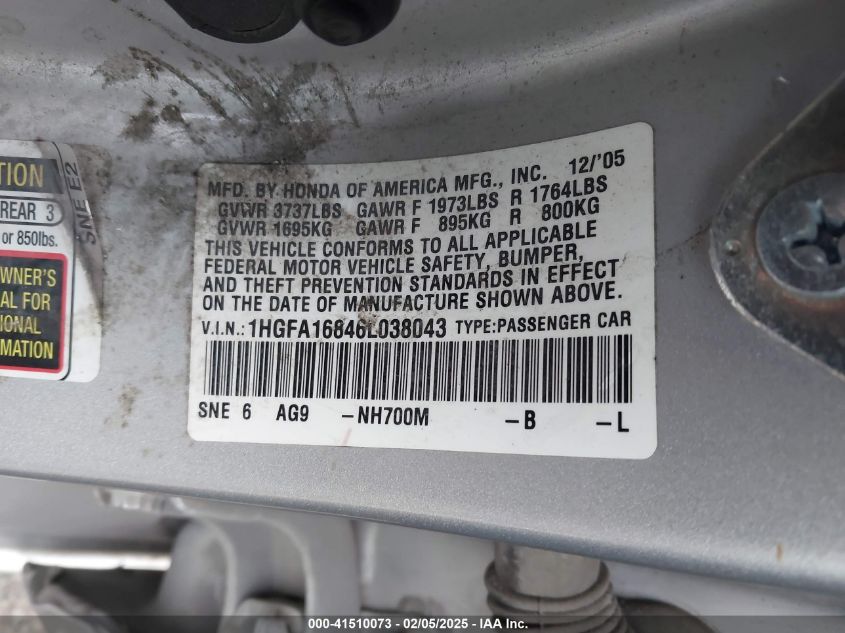 TION
REAR 3
or 850lbs.
WNER'S
AL FOR
IONAL
MATION
SNE E2
MFD. BY HONDA OF AMERICA MFG., INC. 12/'05
GVWR 3737LBS GAWR F 1973LBS R 1764LBS
GVWR 1695KG GAWR F 895KG R 800KG
THIS VEHICLE CONFORMS TO ALL APPLICABLE
FEDERAL MOTOR VEHICLE SAFETY, BUMPER,
AND THEFT PREVENTION STANDARDS IN EFFECT
ON THE DATE OF MANUFACTURE SHOWN ABOVE.
V.I.N.: 1HGFA16846L038043 TYPE:PASSENGER CAR
SNE 6 AG9 -NH700M -B -L
000-41510073 - 02/05/2025 - IAA Inc.